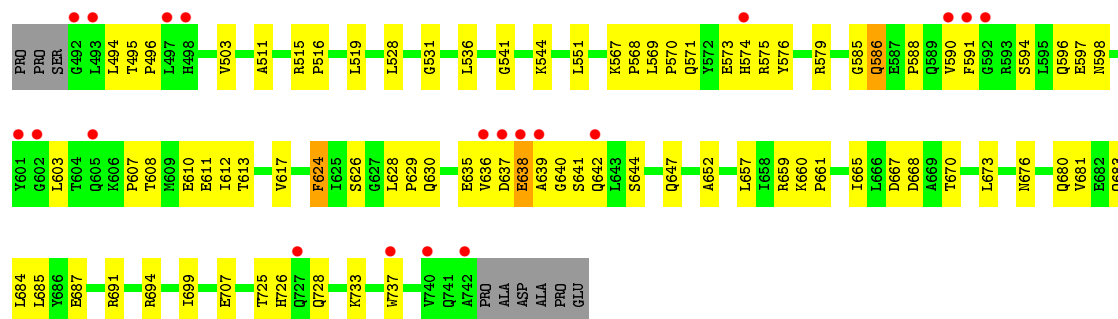 PRO PRO SER G492 L493 L494 T495 P496 L497 H498 V503 A511 R515 P516 L519 L528 G531 L536 G541 K544 L551 K567 P568 L569 P570 Q571 Y572 E573 H574 R575 Y576 R579 G585 Q586 E587 P588 Q589 V590 F591 G592 R593 S594 L595 Q596 E597 N598
Y601 G602 L603 T604 Q605 K606 P607 T608 M609 E610 E611 I612 T613 V617 F624 I625 S626 G627 L628 P629 Q630 E635 V636 D637 E638 A639 G640 S641 Q642 L643 S644 Q647 A652 L657 I658 R659 K660 P661 I665 L666 D667 D668 A669 T670 L673 N676 Q680 V681 E682
L684 L685 Y686 E687 R691 R694 I699 E707 T725 H726 Q727 Q728 K733 W737 V740 Q741 A742 PRO ALA ASP ALA PRO GLU